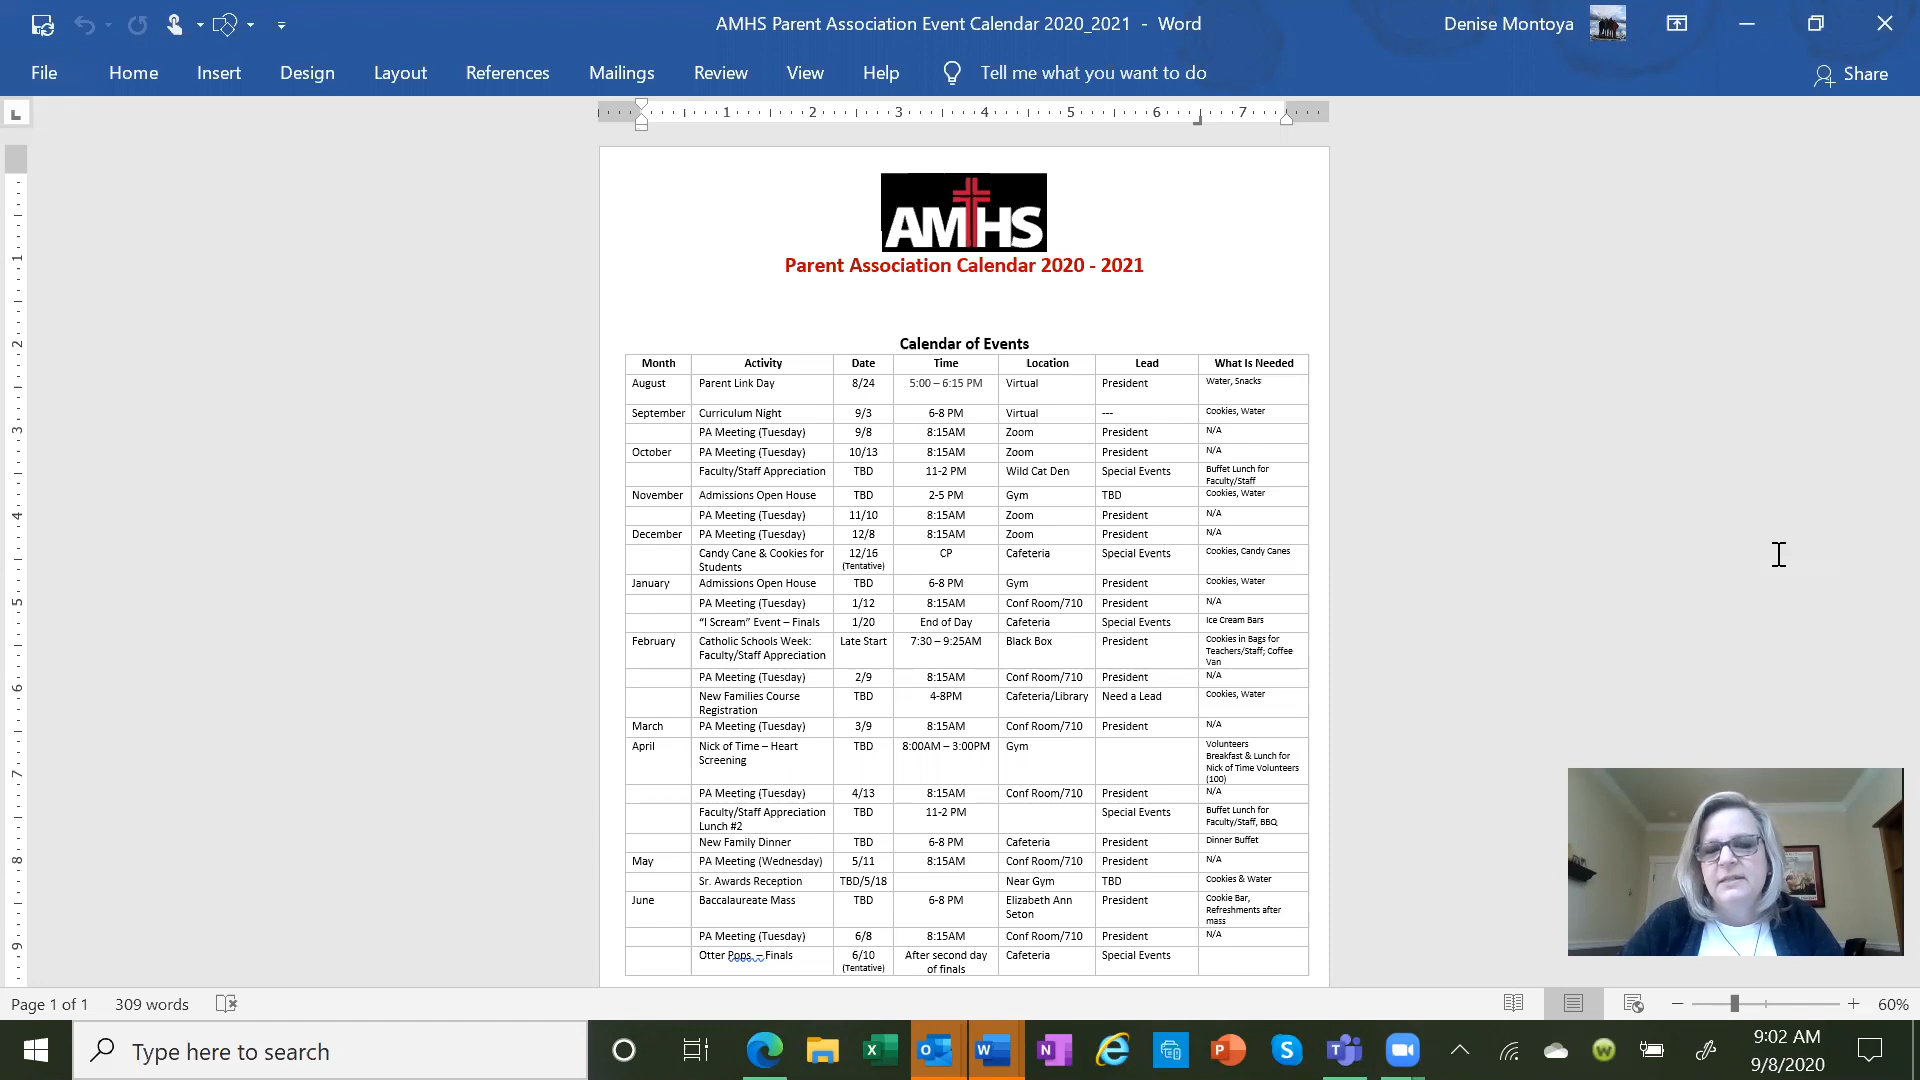 AMHS Parent Association Event Calendar 2020_2021 - Word
Denise Montoya
File Home Insert Design Layout References Mailings Review View Help Tell me what you want to do Share
1 2 3 4 5 6 7
AMHS
Parent Association Calendar 2020 - 2021
Calendar of Events
Month Activity Date Time Location Lead What Is Needed
August Parent Link Day 8/24 5:00 – 6:15 PM Virtual President Water, Snacks
September Curriculum Night 9/3 6-8 PM Virtual --- Cookies, Water
PA Meeting (Tuesday) 9/8 8:15AM Zoom President N/A
October PA Meeting (Tuesday) 10/13 8:15AM Zoom President N/A
Faculty/Staff Appreciation TBD 11-2 PM Wild Cat Den Special Events Buffet Lunch for
Faculty/Staff
November Admissions Open House TBD 2-5 PM Gym TBD Cookies, Water
PA Meeting (Tuesday) 11/10 8:15AM Zoom President N/A
December PA Meeting (Tuesday) 12/8 8:15AM Zoom President N/A
Candy Cane & Cookies for 12/16 CP Cafeteria Special Events Cookies, Candy Canes
Students (Tentative)
January Admissions Open House TBD 6-8 PM Gym President Cookies, Water
PA Meeting (Tuesday) 1/12 8:15AM Conf Room/710 President N/A
“I Scream” Event – Finals 1/20 End of Day Cafeteria Special Events Ice Cream Bars
February Catholic Schools Week: Late Start 7:30 – 9:25AM Black Box President Cookies in Bags for
Faculty/Staff Appreciation Teachers/Staff; Coffee
Van
PA Meeting (Tuesday) 2/9 8:15AM Conf Room/710 President N/A
New Families Course TBD 4-8PM Cafeteria/Library Need a Lead Cookies, Water
Registration
March PA Meeting (Tuesday) 3/9 8:15AM Conf Room/710 President N/A
April Nick of Time – Heart TBD 8:00AM – 3:00PM Gym Volunteers
Screening Breakfast & Lunch for
Nick of Time Volunteers
(100)
PA Meeting (Tuesday) 4/13 8:15AM Conf Room/710 President N/A
Faculty/Staff Appreciation TBD 11-2 PM Special Events Buffet Lunch for
Lunch #2 Faculty/Staff, BBQ
New Family Dinner TBD 6-8 PM Cafeteria President Dinner Buffet
May PA Meeting (Wednesday) 5/11 8:15AM Conf Room/710 President N/A
Sr. Awards Reception TBD/5/18 Near Gym TBD Cookies & Water
June Baccalaureate Mass TBD 6-8 PM Elizabeth Ann President Cookie Bar,
Seton Refreshments after
mass
PA Meeting (Tuesday) 6/8 8:15AM Conf Room/710 President N/A
Otter Pops – Finals 6/10 After second day Cafeteria Special Events
(Tentative) of finals
1
2
3
4
5
6
7
8
9
Page 1 of 1 309 words 60%
Type here to search
9:02 AM
9/8/2020